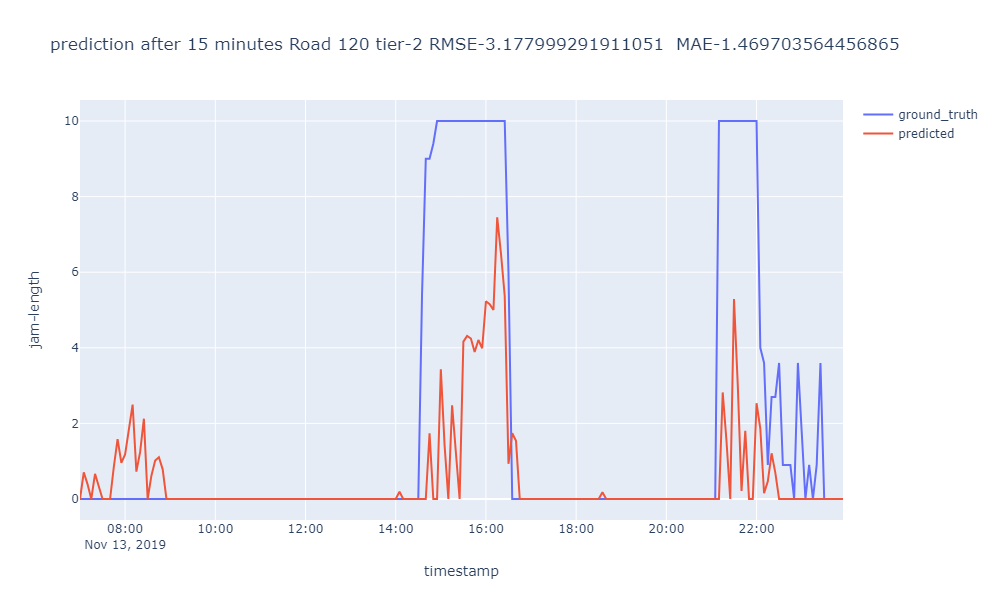 prediction after 15 minutes Road 120 tier-2 RMSE-3.177999291911051  MAE-1.469703564456865
ground_truth
predicted
10
8
6
4
2
0
jam-length
08:00 10:00 12:00 14:00 16:00 18:00 20:00 22:00
Nov 13, 2019
timestamp